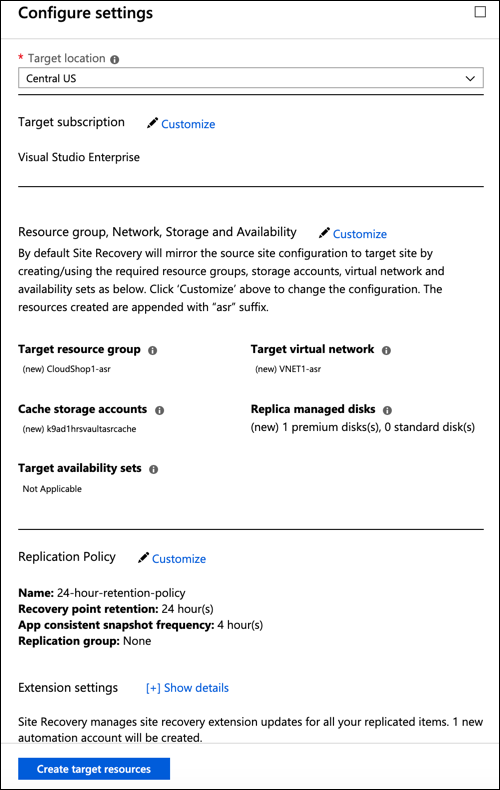 Configure settings
* Target location
Central US
Target subscription Customize
Visual Studio Enterprise
Resource group, Network, Storage and Availability Customize
By default Site Recovery will mirror the source site configuration to target site by
creating/using the required resource groups, storage accounts, virtual network and
availability sets as below. Click ‘Customize’ above to change the configuration. The
resources created are appended with “asr” suffix.
Target resource group Target virtual network
(new) CloudShop1-asr (new) VNET1-asr
Cache storage accounts Replica managed disks
(new) k9ad1hrsvaultasrcache (new) 1 premium disks(s), 0 standard disk(s)
Target availability sets
Not Applicable
Replication Policy Customize
Name: 24-hour-retention-policy
Recovery point retention: 24 hour(s)
App consistent snapshot frequency: 4 hour(s)
Replication group: None
Extension settings [+] Show details
Site Recovery manages site recovery extension updates for all your replicated items. 1 new
automation account will be created.
Create target resources